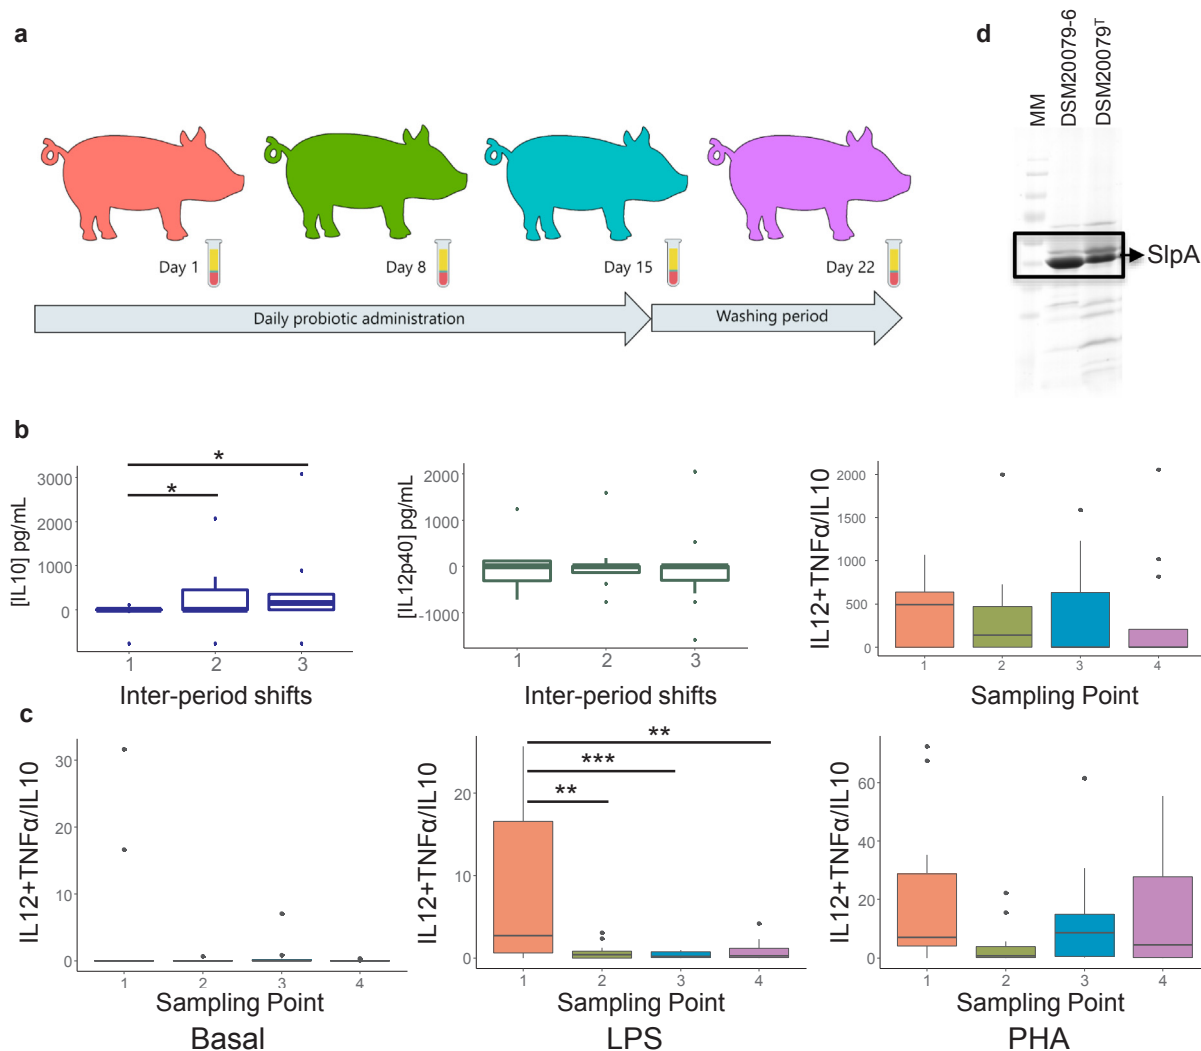 a
d
MM
DSM20079-6
DSM20079T
SlpA
Day 1
Day 8
Day 15
Day 22
Daily probiotic administration
Washing period
b
[IL10] pg/mL
3000
2000
1000
0
*
*
1 2 3
Inter-period shifts
[IL12p40] pg/mL
2000
1000
0
-1000
1 2 3
Inter-period shifts
IL12+TNFα/IL10
2000
1500
1000
500
0
1 2 3 4
Sampling Point
c
IL12+TNFα/IL10
30
20
10
0
1 2 3 4
Sampling Point
Basal
IL12+TNFα/IL10
20
10
0
**
***
**
1 2 3 4
Sampling Point
LPS
IL12+TNFα/IL10
60
40
20
0
1 2 3 4
Sampling Point
PHA